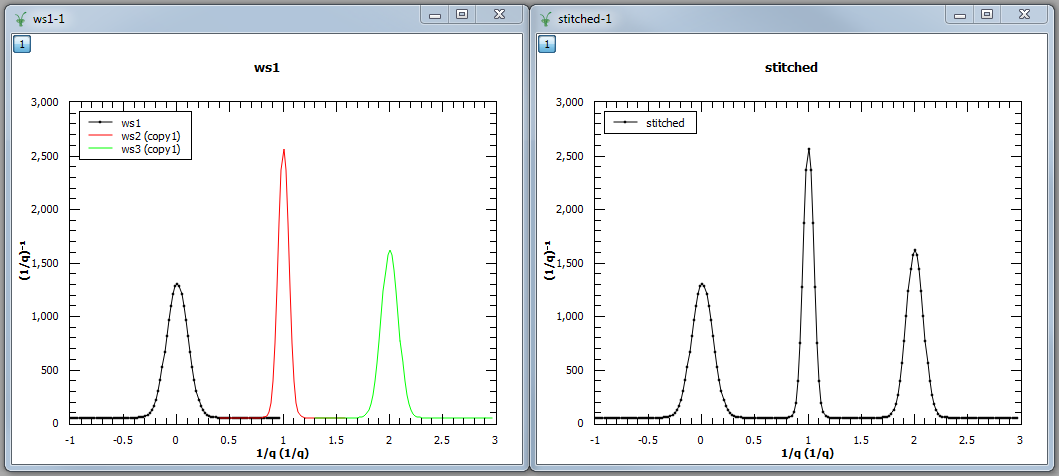 ws1-1
1
ws1
ws1
ws2 (copy1)
ws3 (copy1)
3,000
2,500
2,000
1,500
1,000
500
0
(1/q)⁻¹
-1 -0.5 0 0.5 1 1.5 2 2.5 3
1/q (1/q)
stitched-1
1
stitched
stitched
3,000
2,500
2,000
1,500
1,000
500
0
(1/q)⁻¹
-1 -0.5 0 0.5 1 1.5 2 2.5 3
1/q (1/q)